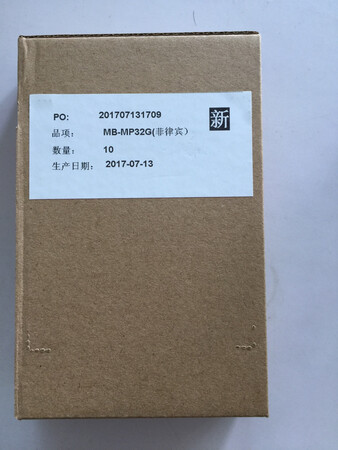 PO: 201707131709
新
品项： MB-MP32G(菲律宾）
数量： 10
生产日期： 2017-07-13